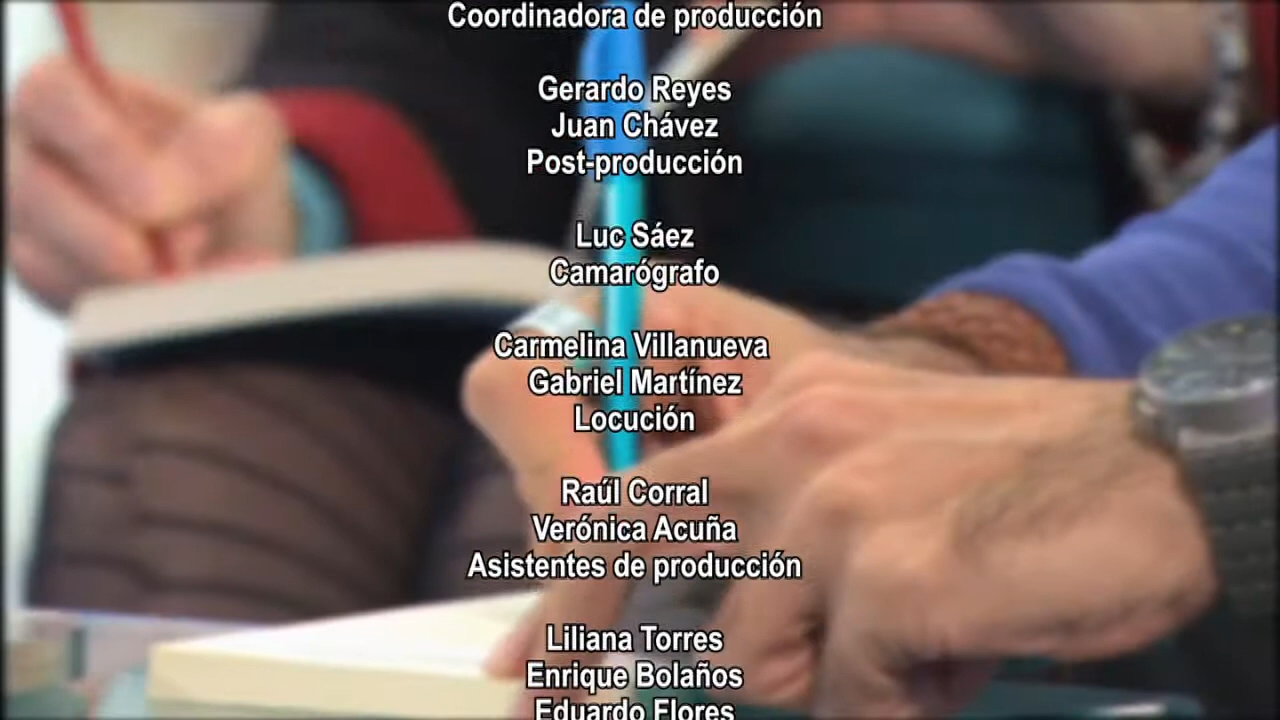 Coordinadora de producción
Gerardo Reyes
Juan Chávez
Post-producción
Luc Sáez
Camarógrafo
Carmelina Villanueva
Gabriel Martínez
Locución
Raúl Corral
Verónica Acuña
Asistentes de producción
Liliana Torres
Enrique Bolaños
Eduardo Flores